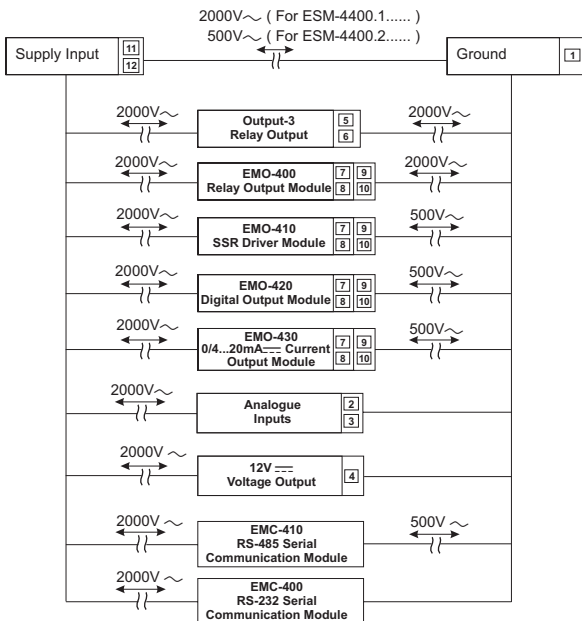 2000V～ ( For ESM-4400.1...... )
500V～ ( For ESM-4400.2...... )
Supply Input
11
12
Ground
1
2000V～
Output-3
Relay Output
5
6
2000V～
2000V～
EMO-400
Relay Output Module
7 9
8 10
2000V～
2000V～
EMO-410
SSR Driver Module
7 9
8 10
500V～
2000V～
EMO-420
Digital Output Module
7 9
8 10
500V～
2000V～
EMO-430
0/4...20mA⎓ Current
Output Module
7 9
8 10
500V～
2000V～
Analogue
Inputs
2
3
2000V ～
12V ⎓
Voltage Output
4
2000V ～
EMC-410
RS-485 Serial
Communication Module
500V ～
2000V ～
EMC-400
RS-232 Serial
Communication Module